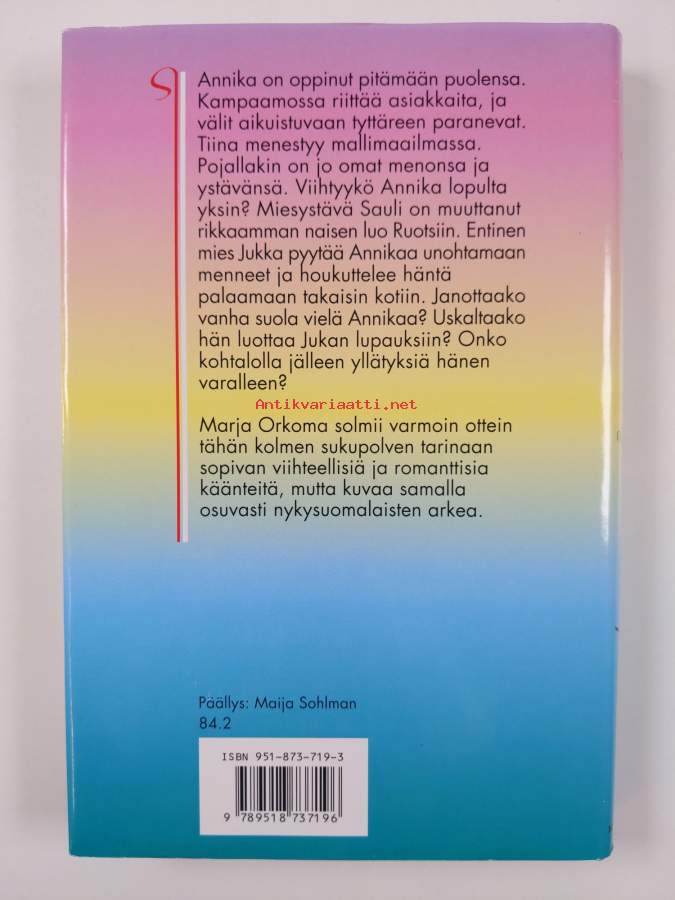 Annika on oppinut pitämään puolensa.
Kampaamossa riittää asiakkaita, ja
välit aikuistuvaan tyttäreen paranevat.
Tiina menestyy mallimaailmassa.
Pojallakin on jo omat menonsa ja
ystävänsä. Viihtyykö Annika lopulta
yksin? Miesystävä Sauli on muuttanut
rikkaamman naisen luo Ruotsiin. Entinen
mies Jukka pyytää Annikaa unohtamaan
menneet ja houkuttelee häntä
palaamaan takaisin kotiin. Janottaako
vanha suola vielä Annikaa? Uskaltaako
hän luottaa Jukan lupauksiin? Onko
kohtalolla jälleen yllätyksiä hänen
varalleen?
Antikvariaatti.net
Marja Orkoma solmii varmoin ottein
tähän kolmen sukupolven tarinaan
sopivan viihteellisiä ja romanttisia
käänteitä, mutta kuvaa samalla
osuvasti nykysuomalaisten arkea.
Päällys: Maija Sohlman
84.2
ISBN 951-873-719-3
9 789518 737196